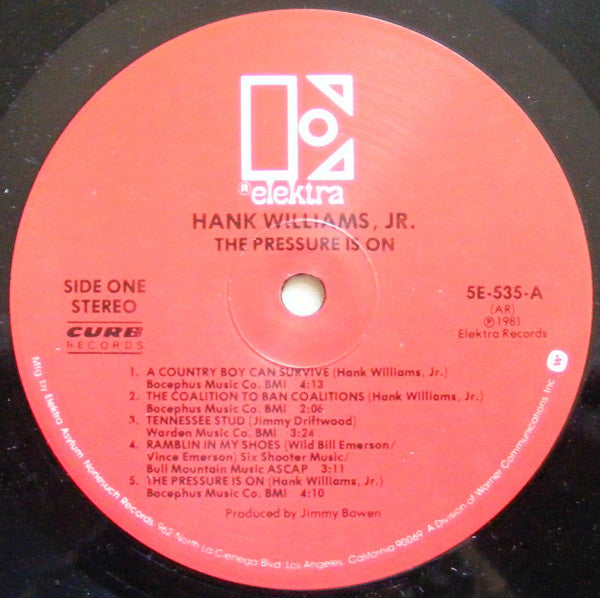 ® elektra
HANK WILLIAMS, JR.
THE PRESSURE IS ON
SIDE ONE
STEREO
CURB
RECORDS
5E-535-A
(AR)
℗ 1981
Elektra Records
1. A COUNTRY BOY CAN SURVIVE (Hank Williams, Jr.)
Bocephus Music Co. BMI 4:13
2. THE COALITION TO BAN COALITIONS (Hank Williams, Jr.)
Bocephus Music Co. BMI 2:06
3. TENNESSEE STUD (Jimmy Driftwood)
Warden Music Co. BMI 3:24
4. RAMBLIN IN MY SHOES (Wild Bill Emerson/
Vince Emerson) Six Shooter Music/
Bull Mountain Music ASCAP 3:11
5. THE PRESSURE IS ON (Hank Williams, Jr.)
Bocephus Music Co. BMI 4:10
Produced by Jimmy Bowen
Mfg. by Elektra/Asylum/Nonesuch Records, 962 North La Cienega Blvd. Los Angeles, California 90069. A Division of Warner Communications Inc.